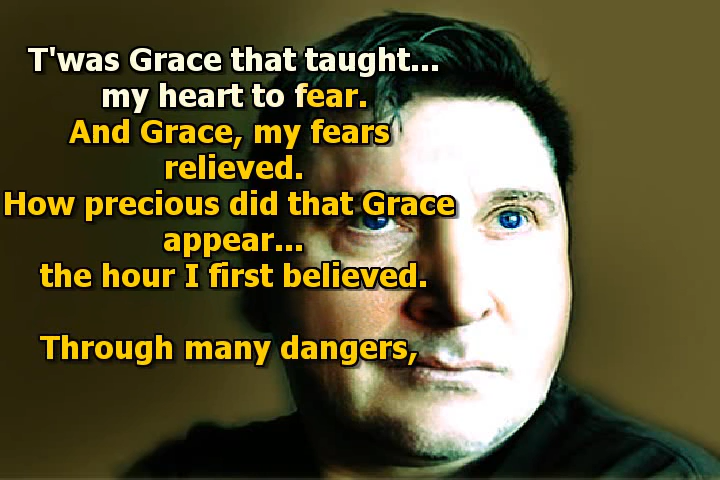 T'was Grace that taught...
my heart to fear.
And Grace, my fears
relieved.
How precious did that Grace
appear...
the hour I first believed.
Through many dangers,